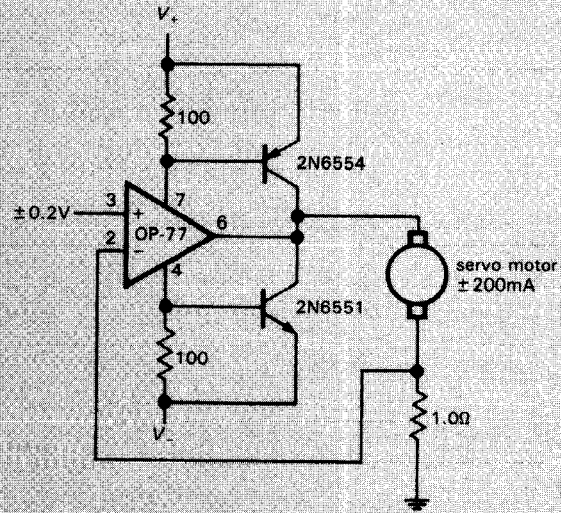 V+
100
2N6554
3
7
±0.2V
+
OP-77
6
2
−
4
servo motor
±200mA
2N6551
100
1.0Ω
V−